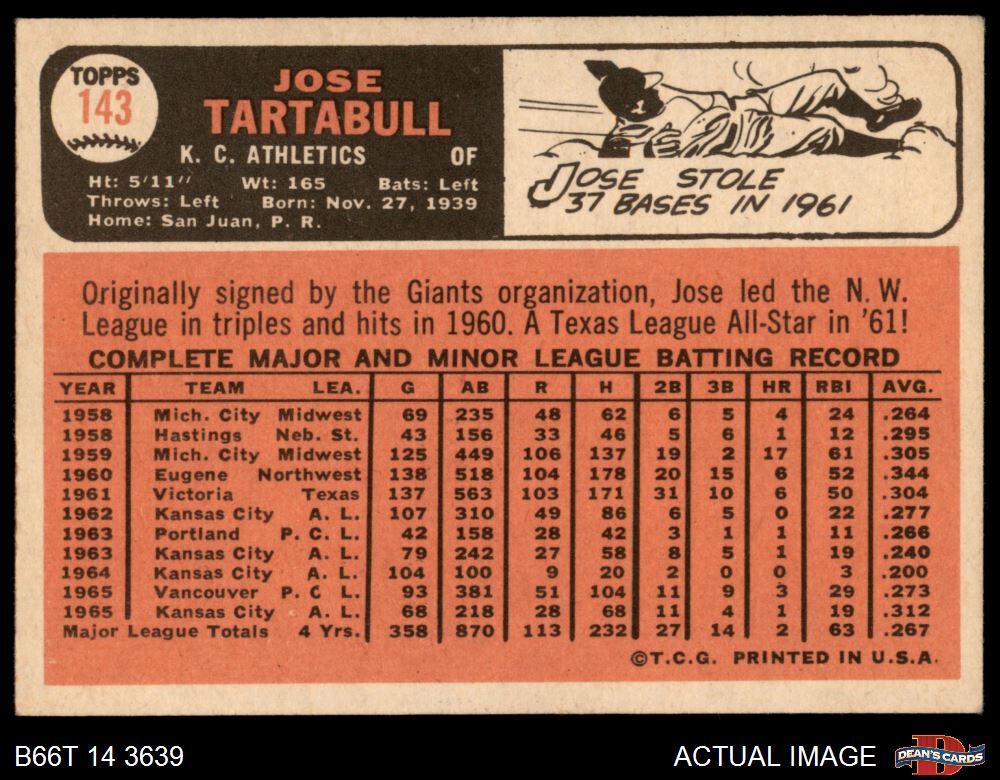 TOPPS
143
JOSE
TARTABULL
K. C. ATHLETICS OF
Ht: 5'11" Wt: 165 Bats: Left
Throws: Left Born: Nov. 27, 1939
Home: San Juan, P. R.
JOSE STOLE
37 BASES IN 1961
Originally signed by the Giants organization, Jose led the N. W.
League in triples and hits in 1960. A Texas League All-Star in '61!
COMPLETE MAJOR AND MINOR LEAGUE BATTING RECORD
YEAR TEAM LEA. G AB R H 2B 3B HR RBI AVG.
1958 Mich. City Midwest 69 235 48 62 6 5 4 24 .264
1958 Hastings Neb. St. 43 156 33 46 5 6 1 12 .295
1959 Mich. City Midwest 125 449 106 137 19 2 17 61 .305
1960 Eugene Northwest 138 518 104 178 20 15 6 52 .344
1961 Victoria Texas 137 563 103 171 31 10 6 50 .304
1962 Kansas City A. L. 107 310 49 86 6 5 0 22 .277
1963 Portland P. C. L. 42 158 28 42 3 1 1 11 .266
1963 Kansas City A. L. 79 242 27 58 8 5 1 19 .240
1964 Kansas City A. L. 104 100 9 20 2 0 0 3 .200
1965 Vancouver P. C L. 93 381 51 104 11 9 3 29 .273
1965 Kansas City A. L. 68 218 28 68 11 4 1 19 .312
Major League Totals 4 Yrs. 358 870 113 232 27 14 2 63 .267
©T.C.G. PRINTED IN U.S.A.
B66T 14 3639 ACTUAL IMAGE
DEAN'S CARDS